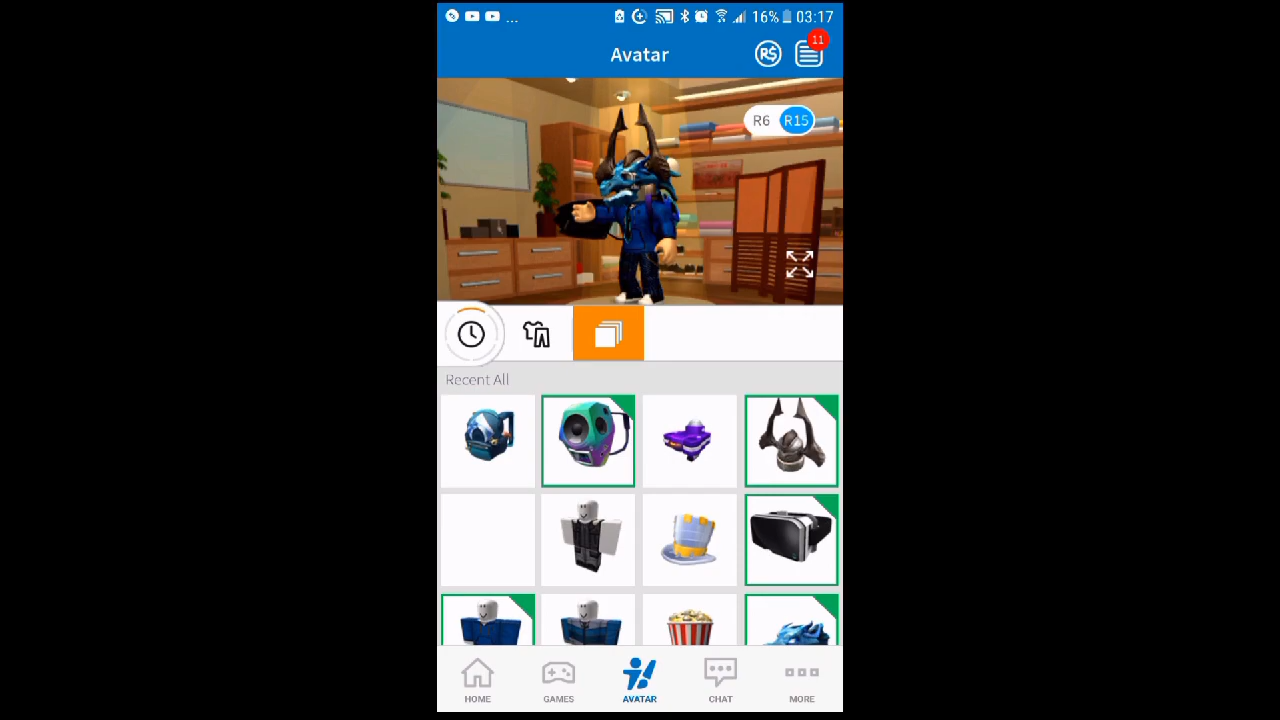 ... 16% 03:17
Avatar R$ 11
R6 R15
Recent All
HOME GAMES AVATAR CHAT MORE